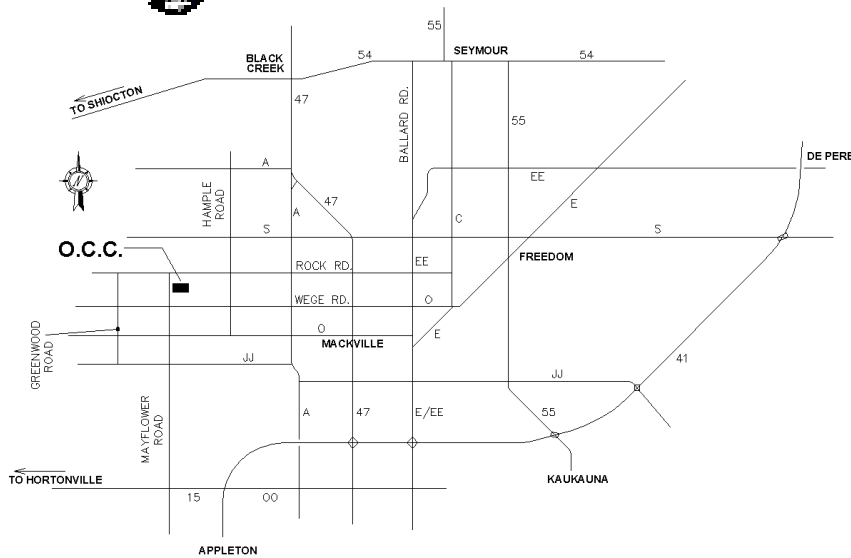 55
BLACK
CREEK
54
SEYMOUR
54
TO SHIOCTON
47
BALLARD RD.
55
DE PERE
A
EE
HAMPLE
ROAD
N
47
E
A
C
S
S
O.C.C.
ROCK RD.
EE
FREEDOM
WEGE RD.
O
O
E
MACKVILLE
GREENWOOD
ROAD
JJ
41
JJ
MAYFLOWER
ROAD
A
47
E/EE
55
TO HORTONVILLE
KAUKAUNA
15
OO
APPLETON